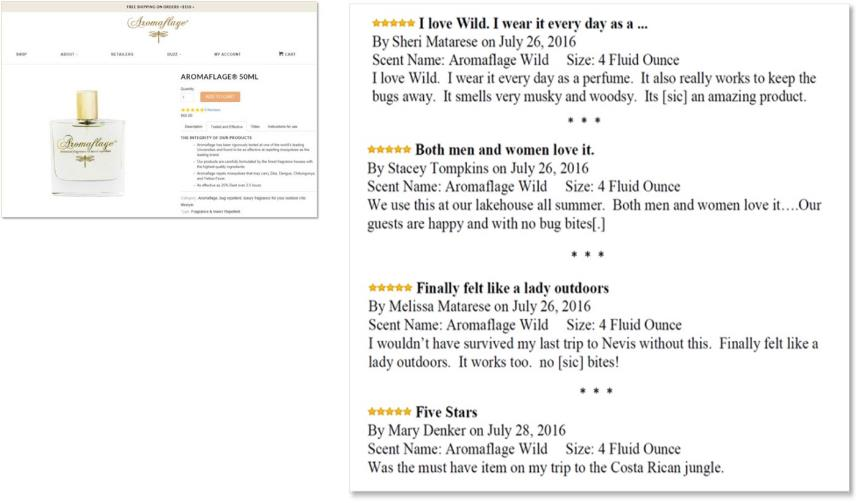 FREE SHIPPING ON ORDERS +$150 +
Aromaflage®
SHOP ABOUT RETAILERS BUZZ MY ACCOUNT CART
AROMAFLAGE® 50ML
Quantity
1 ADD TO CART
Reviews
Description Tested and Effective Video Instructions for use
THE INTEGRITY OF OUR PRODUCTS
Aromaflage has been rigorously tested at one of the world's leading
Universities and found to be as effective at repelling mosquitoes as the
leading brand.
Our products are carefully formulated by the finest fragrance houses with
the highest quality ingredients
Aromaflage repels mosquitoes that may carry Zika, Dengue, Chikungunya,
and Yellow Fever.
As effective as 25% Deet over 2.5 hours
Category: Aromaflage, bug repellent, luxury fragrance for your outdoor chic
lifestyle
Type: Fragrance & Insect Repellent
Aromaflage®
I love Wild. I wear it every day as a ...
By Sheri Matarese on July 26, 2016
Scent Name: Aromaflage Wild Size: 4 Fluid Ounce
I love Wild. I wear it every day as a perfume. It also really works to keep the
bugs away. It smells very musky and woodsy. Its [sic] an amazing product.
* * *
Both men and women love it.
By Stacey Tompkins on July 26, 2016
Scent Name: Aromaflage Wild Size: 4 Fluid Ounce
We use this at our lakehouse all summer. Both men and women love it….Our
guests are happy and with no bug bites[.]
* * *
Finally felt like a lady outdoors
By Melissa Matarese on July 26, 2016
Scent Name: Aromaflage Wild Size: 4 Fluid Ounce
I wouldn't have survived my last trip to Nevis without this. Finally felt like a
lady outdoors. It works too. no [sic] bites!
* * *
Five Stars
By Mary Denker on July 28, 2016
Scent Name: Aromaflage Wild Size: 4 Fluid Ounce
Was the must have item on my trip to the Costa Rican jungle.